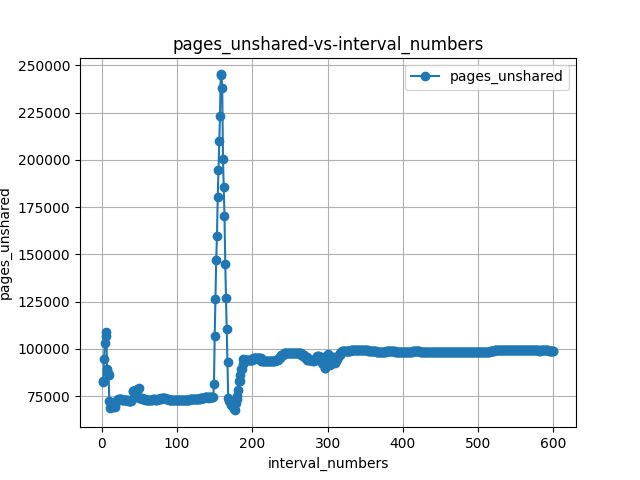 pages_unshared-vs-interval_numbers
250000
225000
200000
175000
150000
125000
100000
75000
pages_unshared
pages_unshared
0 100 200 300 400 500 600
interval_numbers